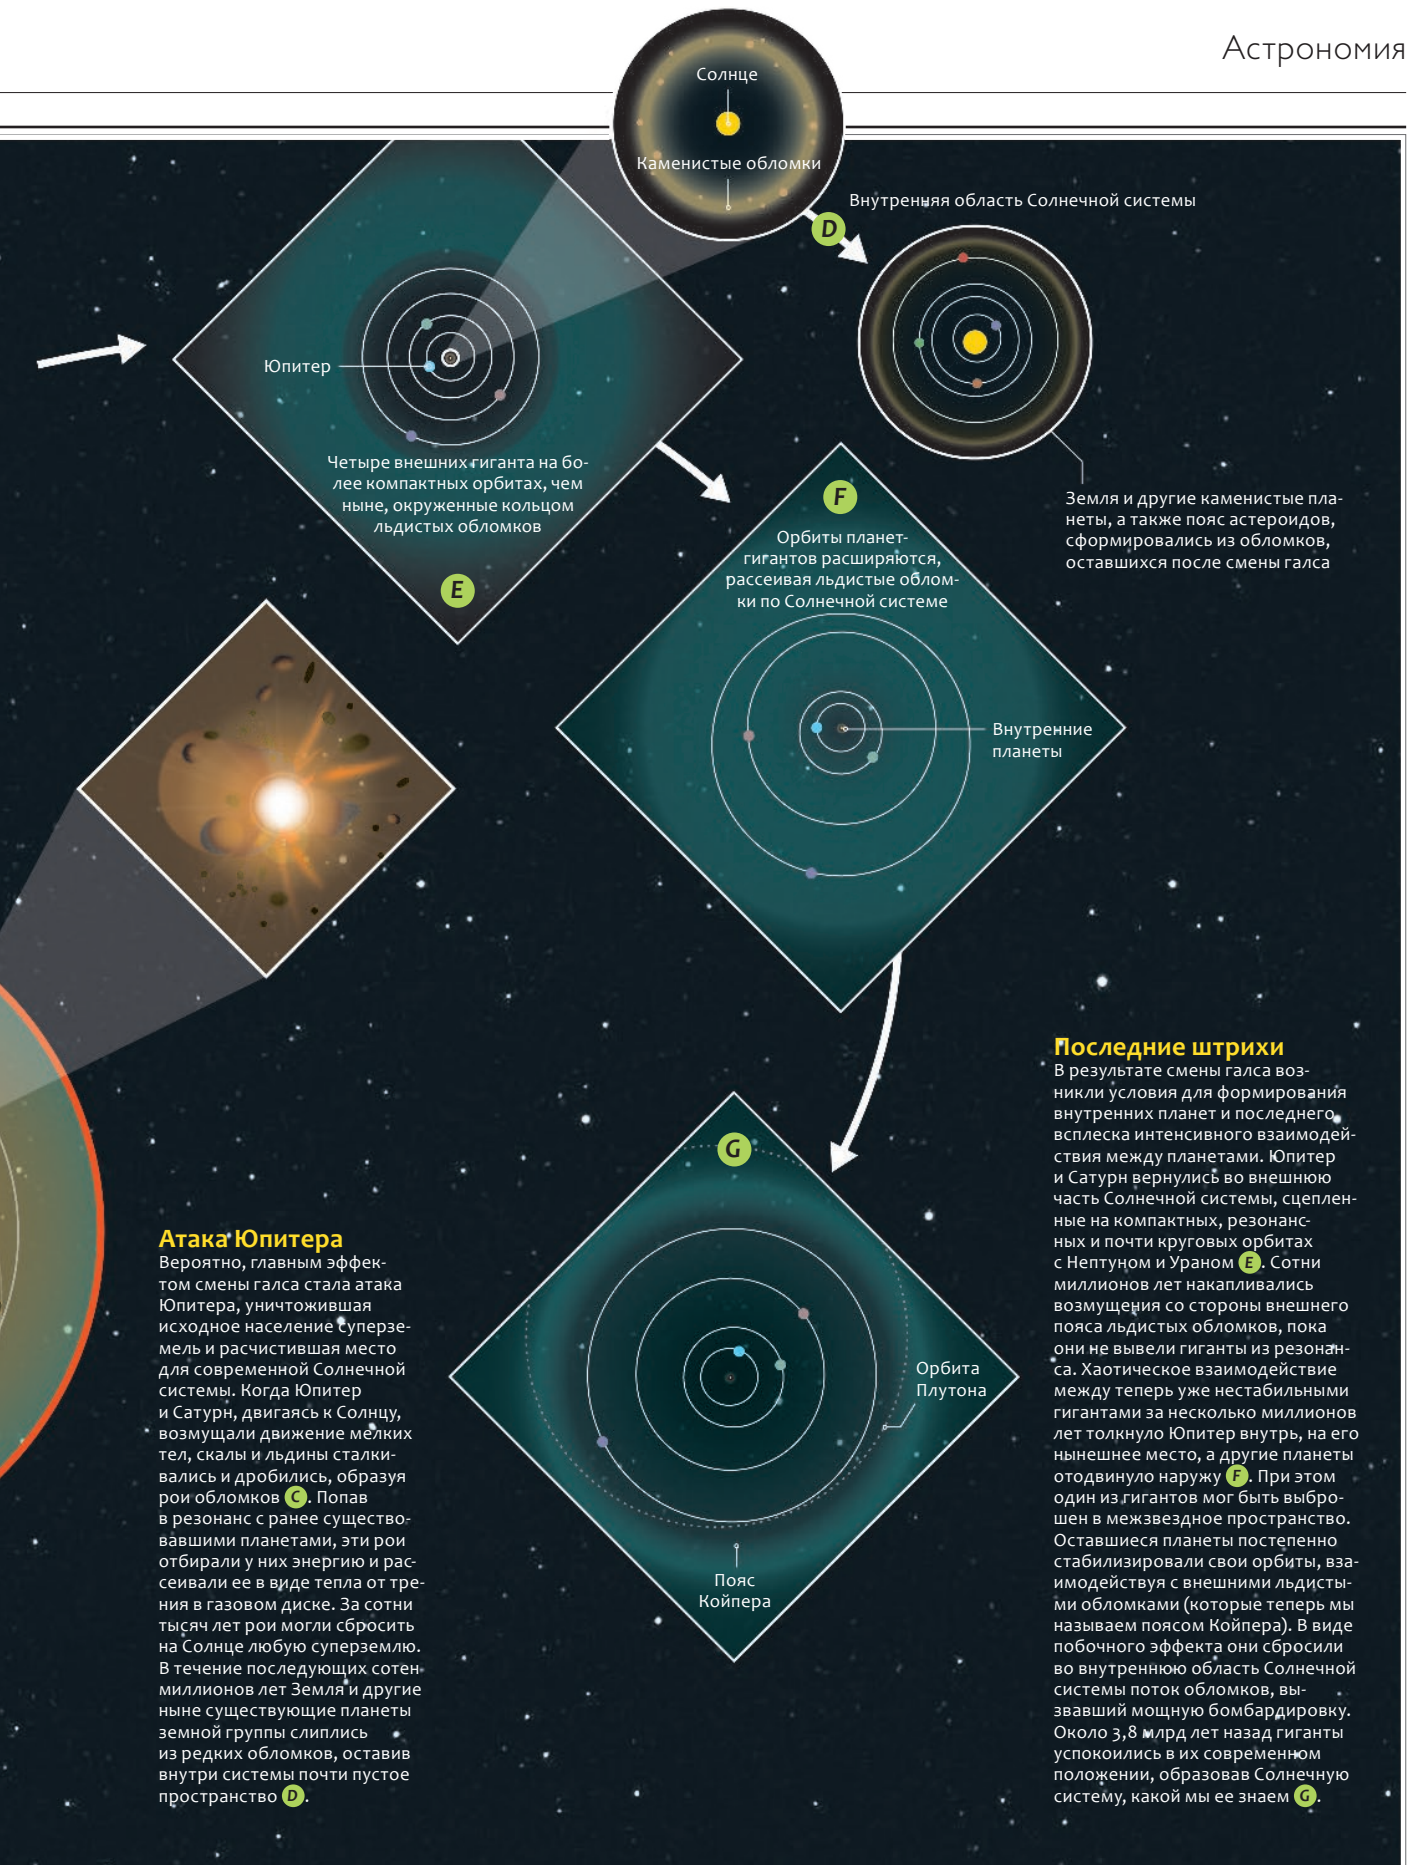 Астрономия
Солнце
Каменистые обломки
D
Внутренняя область Солнечной системы
Юпитер
Четыре внешних гиганта на бо-
лее компактных орбитах, чем
ныне, окруженные кольцом
льдистых обломков
E
Земля и другие каменистые пла-
неты, а также пояс астероидов,
сформировались из обломков,
оставшихся после смены галса
F
Орбиты планет-
гигантов расширяются,
рассеивая льдистые облом-
ки по Солнечной системе
Внутренние
планеты
G
Орбита
Плутона
Пояс
Койпера
Атака Юпитера
Вероятно, главным эффек-
том смены галса стала атака
Юпитера, уничтожившая
исходное население суперзе-
мель и расчистившая место
для современной Солнечной
системы. Когда Юпитер
и Сатурн, двигаясь к Солнцу,
возмущали движение мелких
тел, скалы и льдины сталки-
вались и дробились, образуя
рои обломков C. Попав
в резонанс с ранее существо-
вавшими планетами, эти рои
отбирали у них энергию и рас-
сеивали ее в виде тепла от тре-
ния в газовом диске. За сотни
тысяч лет рои могли сбросить
на Солнце любую суперземлю.
В течение последующих сотен
миллионов лет Земля и другие
ныне существующие планеты
земной группы слиплись
из редких обломков, оставив
внутри системы почти пустое
пространство D.
Последние штрихи
В результате смены галса воз-
никли условия для формирования
внутренних планет и последнего
всплеска интенсивного взаимодей-
ствия между планетами. Юпитер
и Сатурн вернулись во внешнюю
часть Солнечной системы, сцеплен-
ные на компактных, резонанс-
ных и почти круговых орбитах
с Нептуном и Ураном E. Сотни
миллионов лет накапливались
возмущения со стороны внешнего
пояса льдистых обломков, пока
они не вывели гиганты из резонан-
са. Хаотическое взаимодействие
между теперь уже нестабильными
гигантами за несколько миллионов
лет толкнуло Юпитер внутрь, на его
нынешнее место, а другие планеты
отодвинуло наружу F. При этом
один из гигантов мог быть выбро-
шен в межзвездное пространство.
Оставшиеся планеты постепенно
стабилизировали свои орбиты, вза-
имодействуя с внешними льдисты-
ми обломками (которые теперь мы
называем поясом Койпера). В виде
побочного эффекта они сбросили
во внутреннюю область Солнечной
системы поток обломков, вы-
звавший мощную бомбардировку.
Около 3,8 млрд лет назад гиганты
успокоились в их современном
положении, образовав Солнечную
систему, какой мы ее знаем G.